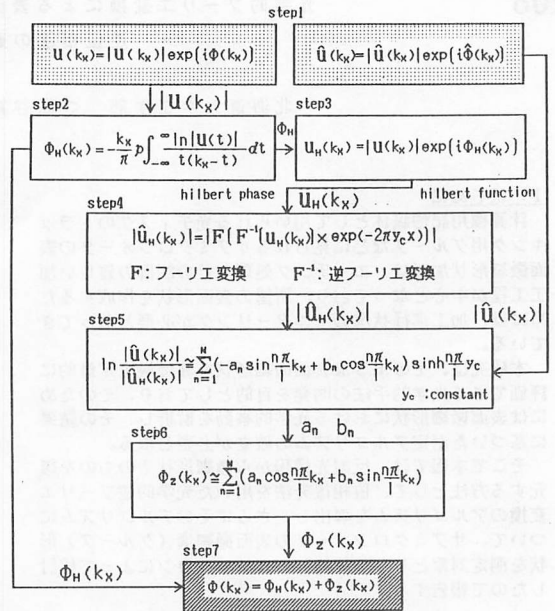 step1
U(kx)=|U(kx)|exp(iΦ(kx))
Û(kx)=|Û(kx)|exp(iΦ̂(kx))
|U(kx)|
step2
ΦH(kx)=-kx/π p∫_{-∞}^{∞} ln|U(t)|/t(kx-t) dt
ΦH
step3
UH(kx)=|U(kx)|exp(iΦH(kx))
hilbert phase
UH(kx)
hilbert function
step4
|ÛH(kx)|=|F(F⁻¹(UH(kx))·exp(-2πycx))|
F:フーリエ変換
F⁻¹:逆フーリエ変換
|ÛH(kx)|
|Û(kx)|
step5
ln |Û(kx)|/|ÛH(kx)| ≅ Σ_{n=1}^{N} (-an sin nπ/l kx + bn cos nπ/l kx) sinh nπ/l yc
yc:constant
an bn
step6
ΦZ(kx) ≅ Σ_{n=1}^{N} (an cos nπ/l kx + bn sin nπ/l kx)
ΦZ(kx)
ΦH(kx)
step7
Φ(kx)=ΦH(kx)+ΦZ(kx)